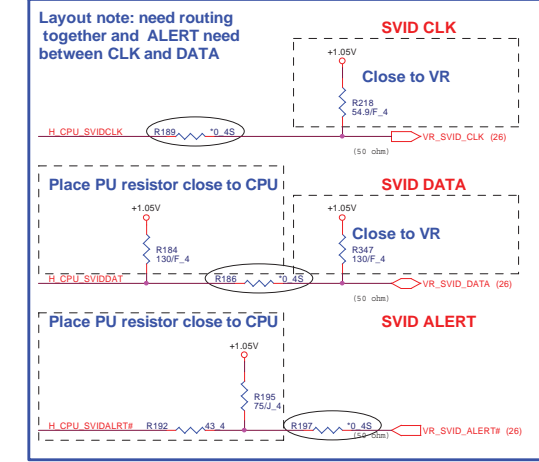 Layout note: need routing
together and ALERT need
between CLK and DATA
SVID CLK
+1.05V
Close to VR
R218
54.9/F_4
H_CPU_SVIDCLK R189 *0_4S VR_SVID_CLK (26)
(50 ohm)
Place PU resistor close to CPU
SVID DATA
+1.05V +1.05V
Close to VR
R184 R347
130/F_4 130/F_4
H_CPU_SVIDDAT R186 *0_4S VR_SVID_DATA (26)
(50 ohm)
Place PU resistor close to CPU
SVID ALERT
+1.05V
R195
75/J_4
H_CPU_SVIDALRT# R192 43_4 R197 *0_4S VR_SVID_ALERT# (26)
(50 ohm)